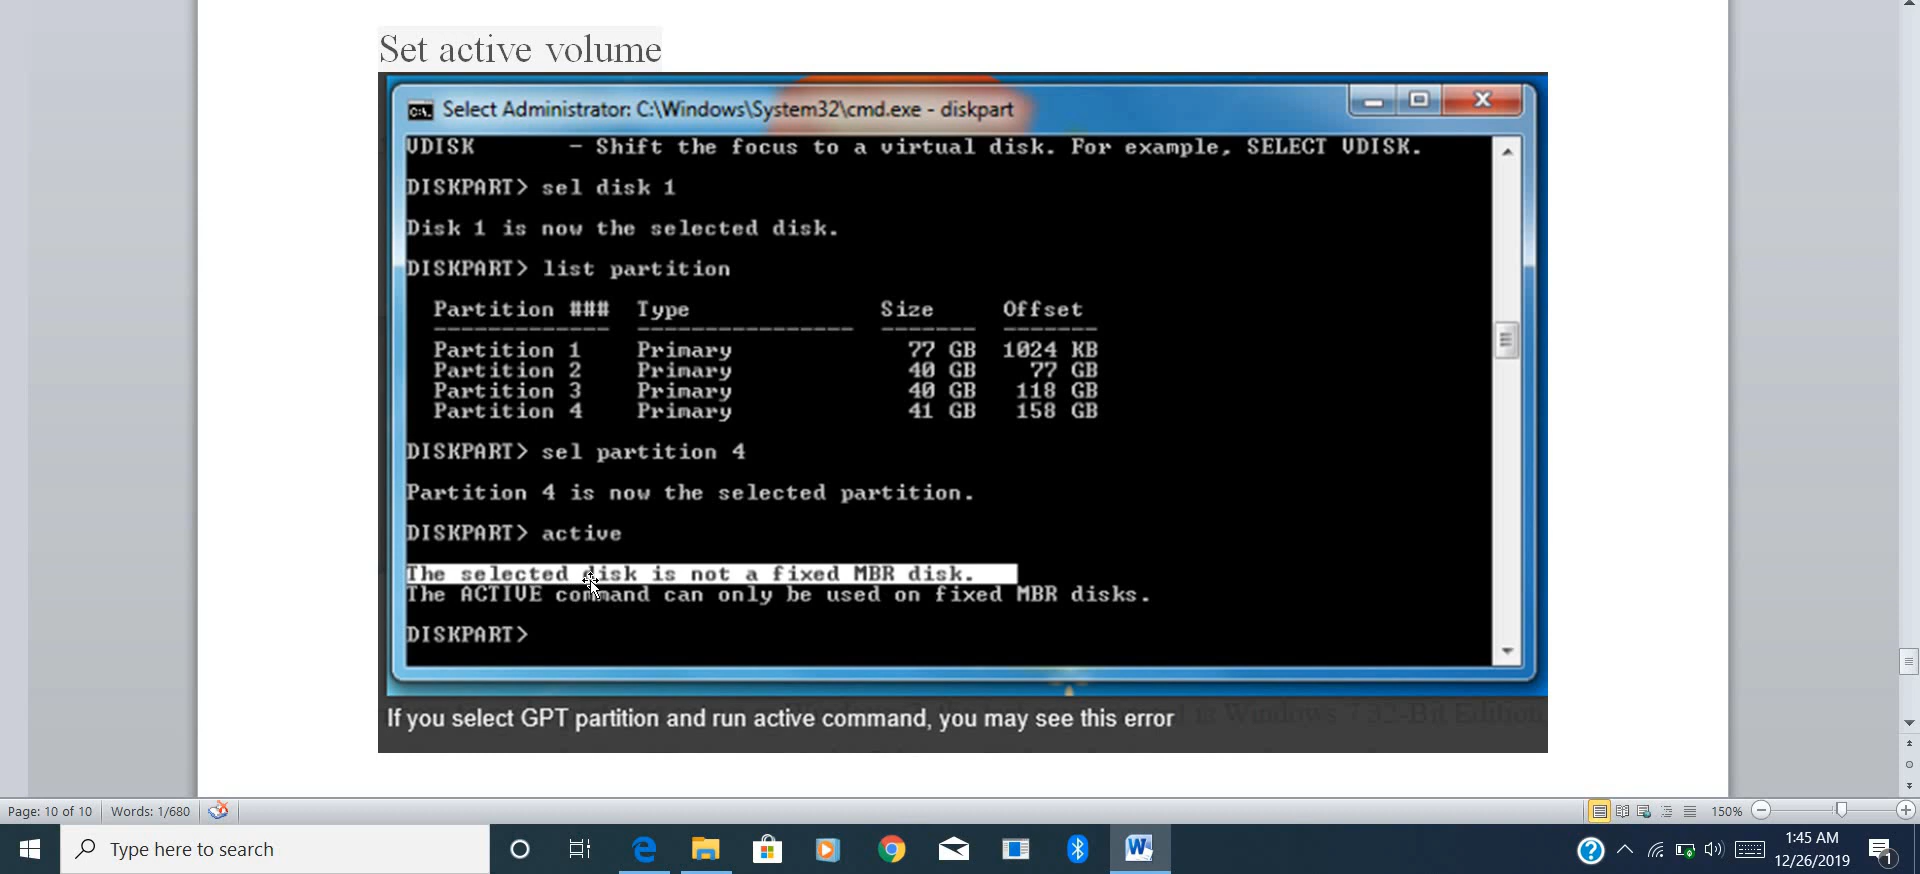 Set active volume
Select Administrator: C:\Windows\System32\cmd.exe - diskpart
VDISK - Shift the focus to a virtual disk. For example, SELECT VDISK.
DISKPART> sel disk 1
Disk 1 is now the selected disk.
DISKPART> list partition
Partition ### Type Size Offset
------------- ---------------- ------- -------
Partition 1 Primary 77 GB 1024 KB
Partition 2 Primary 40 GB 77 GB
Partition 3 Primary 40 GB 118 GB
Partition 4 Primary 41 GB 158 GB
DISKPART> sel partition 4
Partition 4 is now the selected partition.
DISKPART> active
The selected disk is not a fixed MBR disk.
The ACTIVE command can only be used on fixed MBR disks.
DISKPART>
If you select GPT partition and run active command, you may see this error
Page: 10 of 10 Words: 1/680 150%
Type here to search
1:45 AM
12/26/2019
1